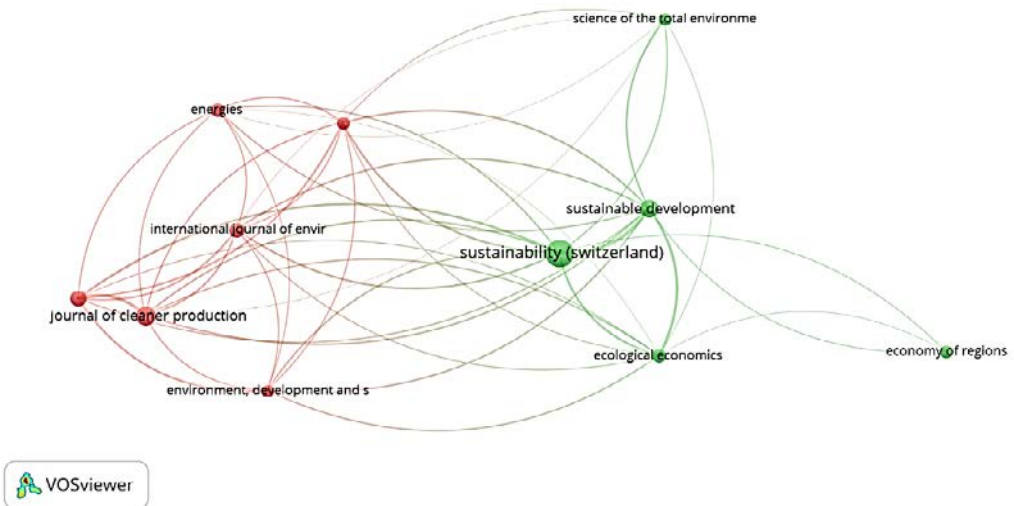 science of the total environme
energies
sustainable development
international journal of envir
sustainability (switzerland)
journal of cleaner production
economy of regions
ecological economics
environment, development and s
VOSviewer